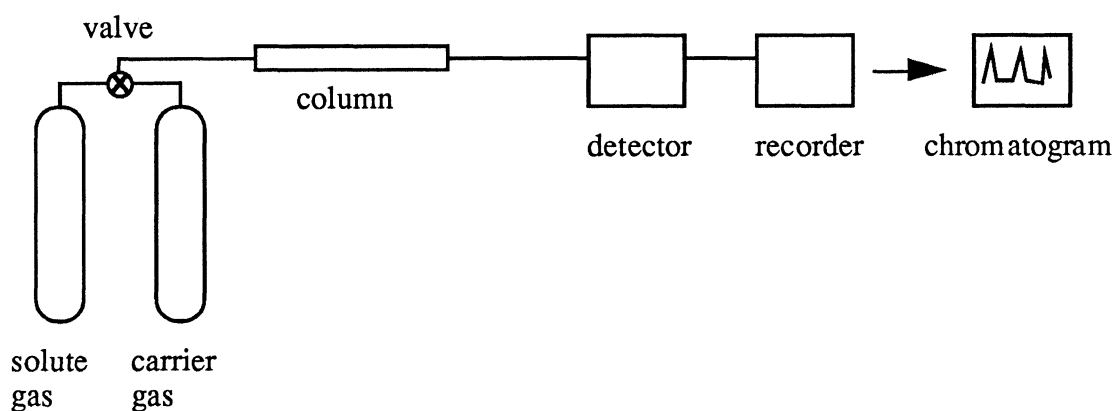 valve
column
detector
recorder
chromatogram
solute
gas
carrier
gas